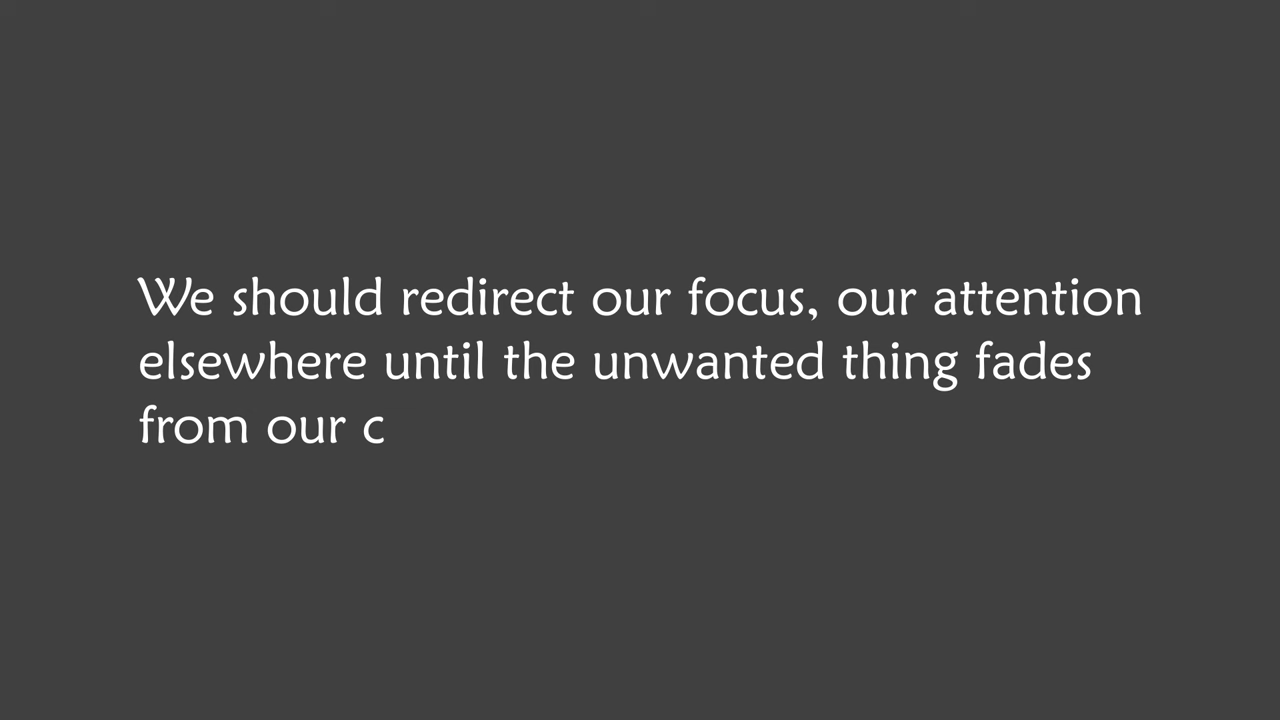 We should redirect our focus, our attention
elsewhere until the unwanted thing fades
from our c